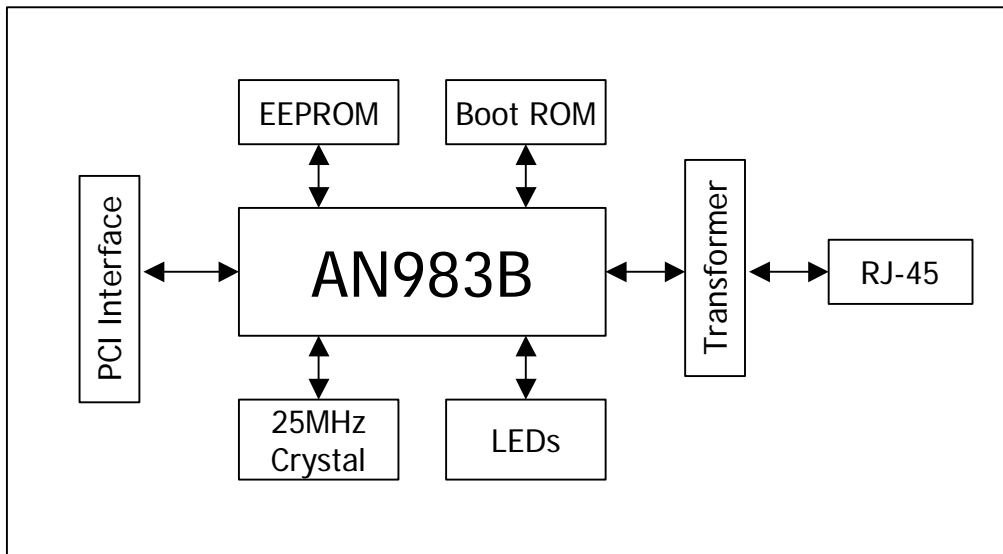 EEPROM
Boot ROM
PCI Interface
AN983B
Transformer
RJ-45
25MHz
Crystal
LEDs